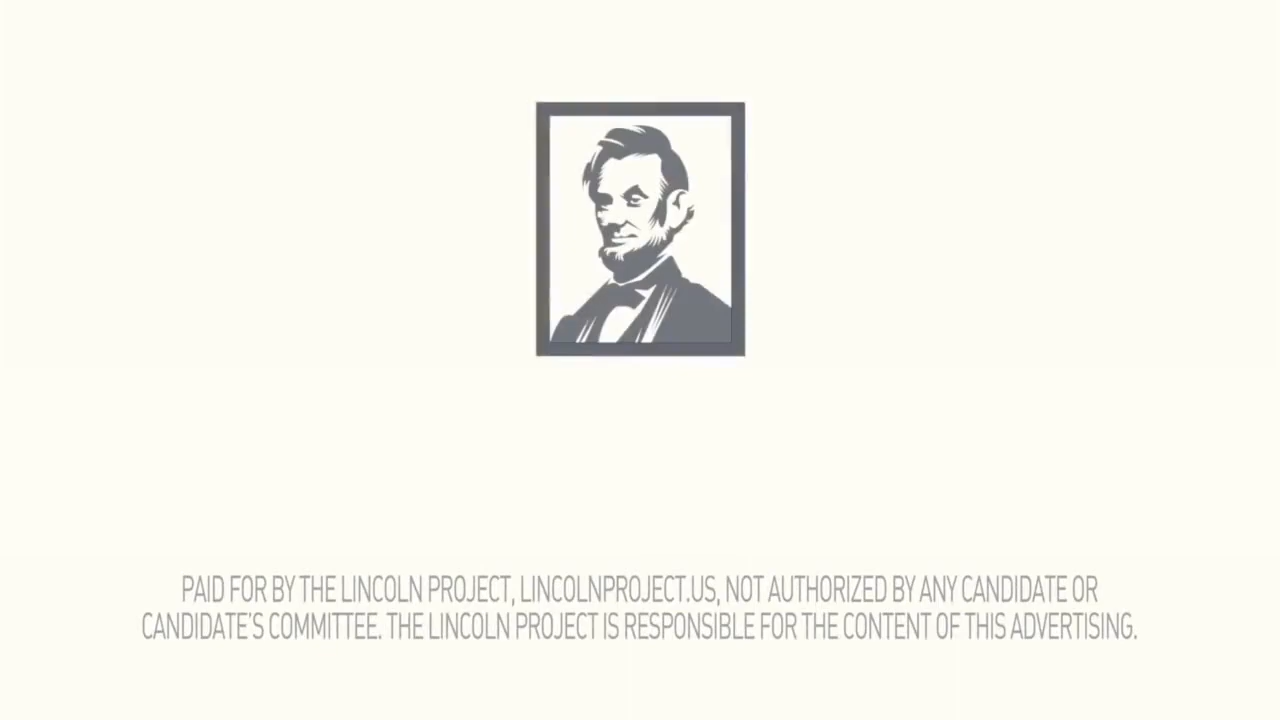 PAID FOR BY THE LINCOLN PROJECT, LINCOLNPROJECT.US, NOT AUTHORIZED BY ANY CANDIDATE OR
CANDIDATE'S COMMITTEE. THE LINCOLN PROJECT IS RESPONSIBLE FOR THE CONTENT OF THIS ADVERTISING.